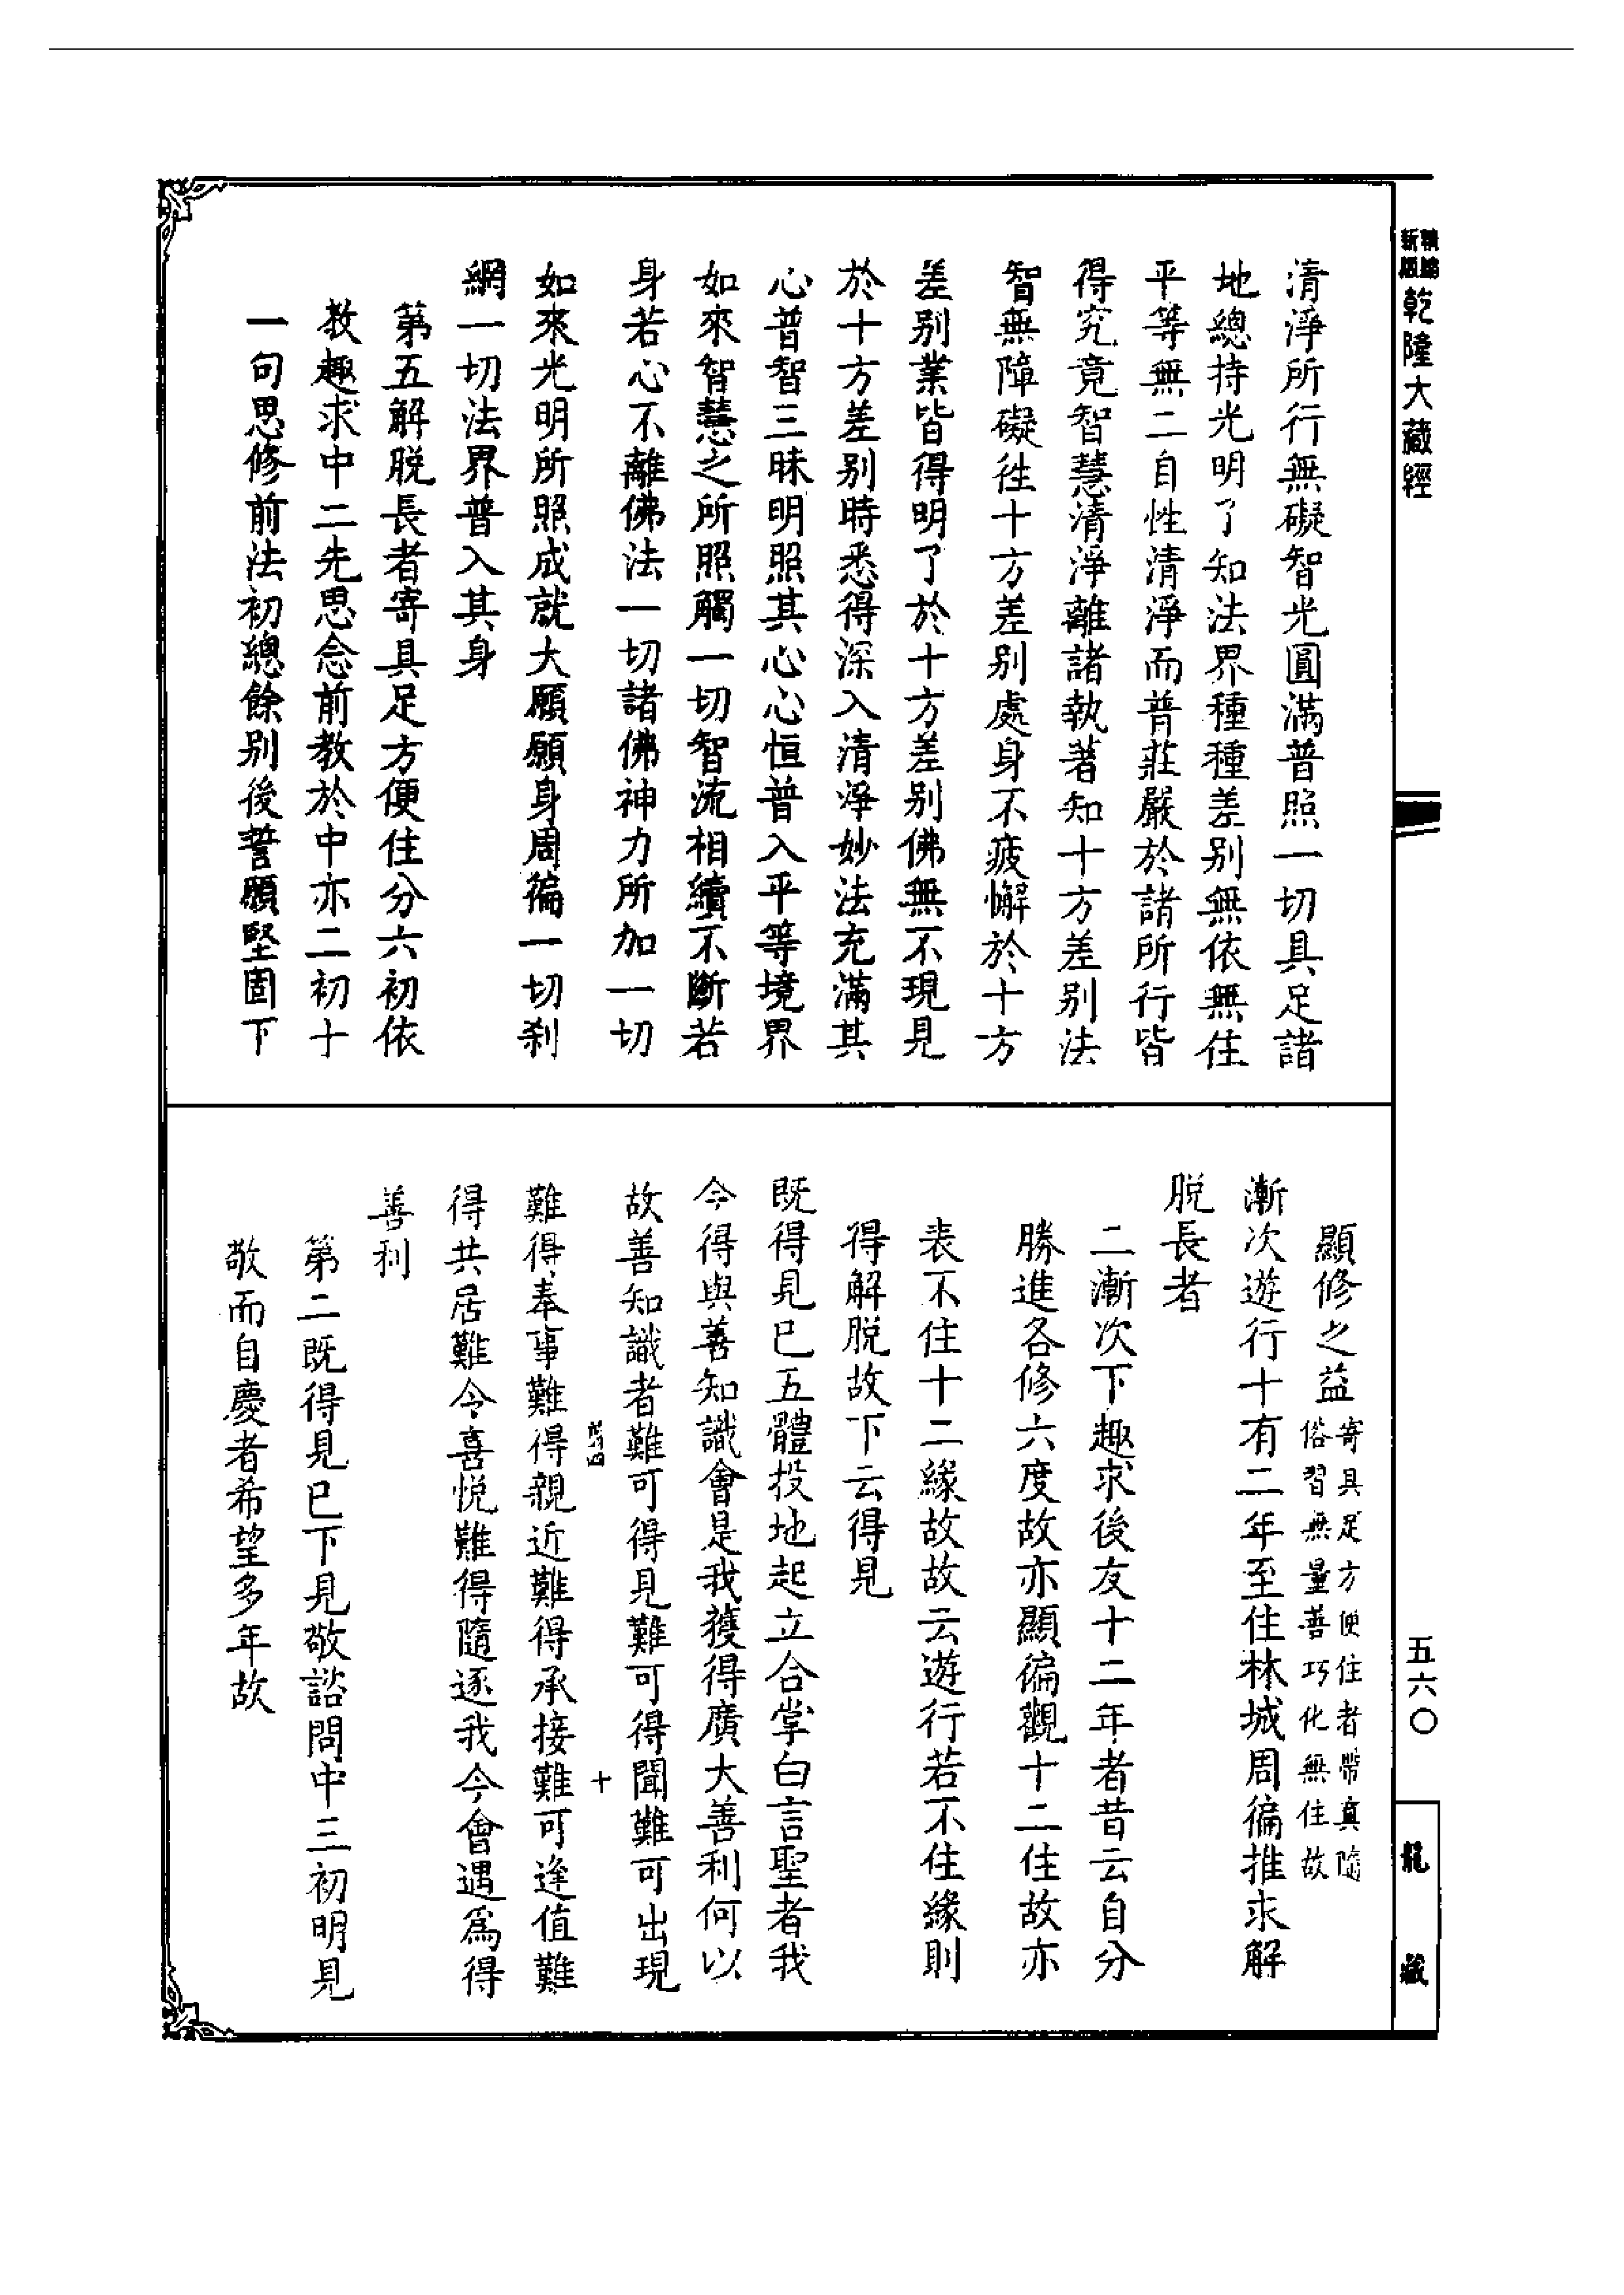 乾隆大藏經
清淨所行無礙智光圓滿普照一切具足諸
地總持光明了知法界種種差別無依無住
平等無二自性清淨而普莊嚴於諸所行皆
得究竟智慧清淨離諸執著知十方差別法
智無障礙往十方差別處身不疲懈於十方
差別業皆得明了於十方差別佛無不現見
於十方差別時悉得深入清淨妙法充滿其
心普智三昧明照其心心恒普入平等境界
如來智慧之所照觸一切智流相續不斷若
身若心不離佛法一切諸佛神力所加一切
如來光明所照成就大願願身周徧一切刹
網一切法界普入其身
第五解脫長者寄具足方便住分六初依
教趣求中二先思念前教於中亦二初十
一句思修前法初總餘別後誓願堅固下
顯修之益寄具足方便住者帶真隨
俗習無量善巧化無住故
漸次遊行十有二年至住林城周徧推求解
脫長者
二漸次下趣求後友十二年者昔云自分
勝進各修六度故亦顯徧觀十二住故亦
表不住十二緣故故云遊行若不住緣則
得解脫故下云得見
既得見已五體投地起立合掌白言聖者我
今得與善知識會是我獲得廣大善利何以
故善知識者難可得見難可得聞難可出現
十
難得奉事難得親近難得承接難可逢值難
得共居難令喜悅難得隨逐我今會遇爲得
善利
第二既得見已下見敬諮問中三初明見
敬而自慶者希望多年故
五六〇
龍藏